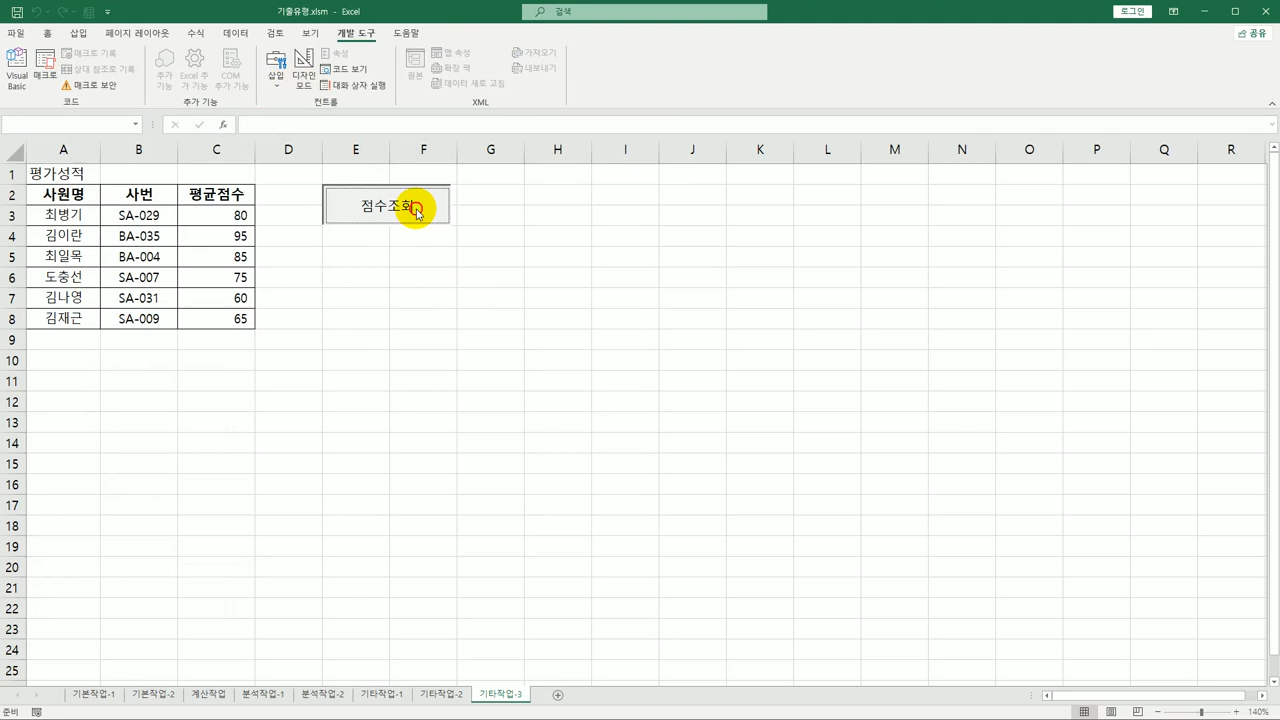 기출유형.xlsm - Excel
검색
로그인
파일 홈 삽입 페이지 레이아웃 수식 데이터 검토 보기 개발 도구 도움말
공유
Visual Basic
매크로
매크로 기록
상대 참조로 기록
매크로 보안
코드
추가 기능
Excel 추가 기능
COM 추가 기능
추가 기능
삽입
디자인 모드
속성
코드 보기
대화 상자 실행
컨트롤
원본
맵 속성
확장 팩
데이터 새로 고침
가져오기
내보내기
XML
fx
A B C D E F G H I J K L M N O P Q R
1 평가성적
2 사원명 사번 평균점수
3 최병기 SA-029 80
4 김이란 BA-035 95
5 최일목 BA-004 85
6 도충선 SA-007 75
7 김나영 SA-031 60
8 김재근 SA-009 65
9
10
11
12
13
14
15
16
17
18
19
20
21
22
23
24
25
점수조회
기본작업-1 기본작업-2 계산작업 분석작업-1 분석작업-2 기타작업-1 기타작업-2 기타작업-3
준비
140%